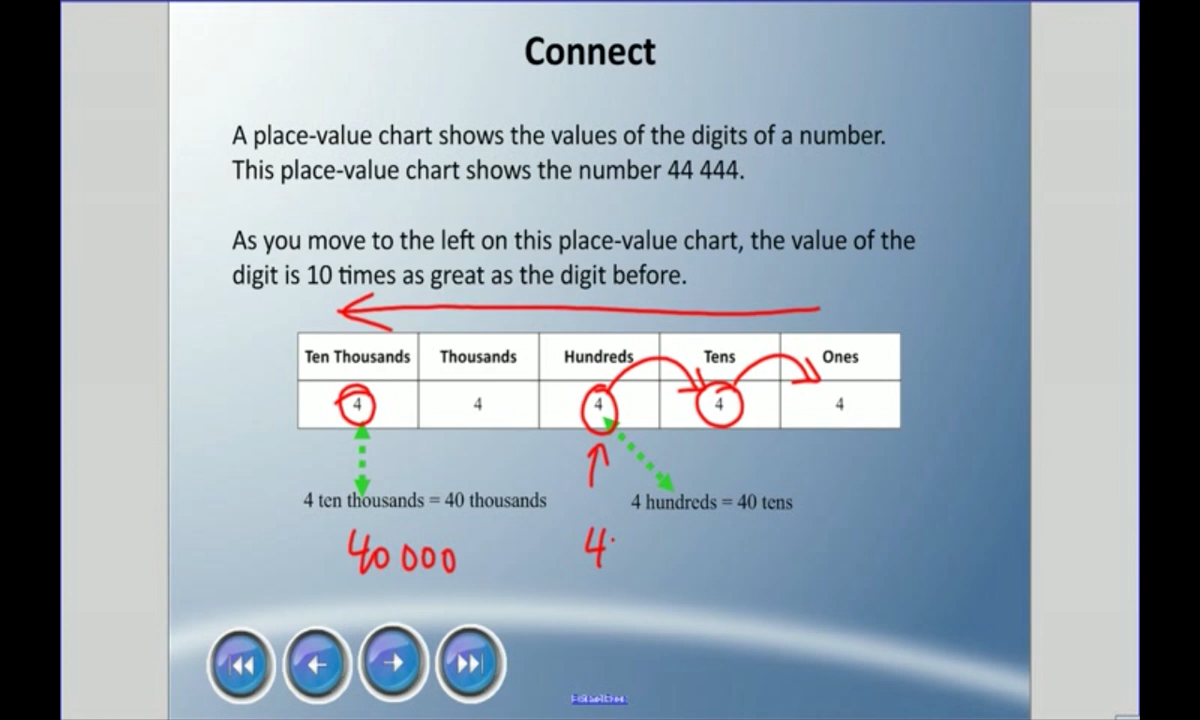 Connect
A place-value chart shows the values of the digits of a number.
This place-value chart shows the number 44 444.
As you move to the left on this place-value chart, the value of the
digit is 10 times as great as the digit before.
Ten Thousands Thousands Hundreds Tens Ones
4 4 4 4 4
4 ten thousands = 40 thousands 4 hundreds = 40 tens
40 000 4